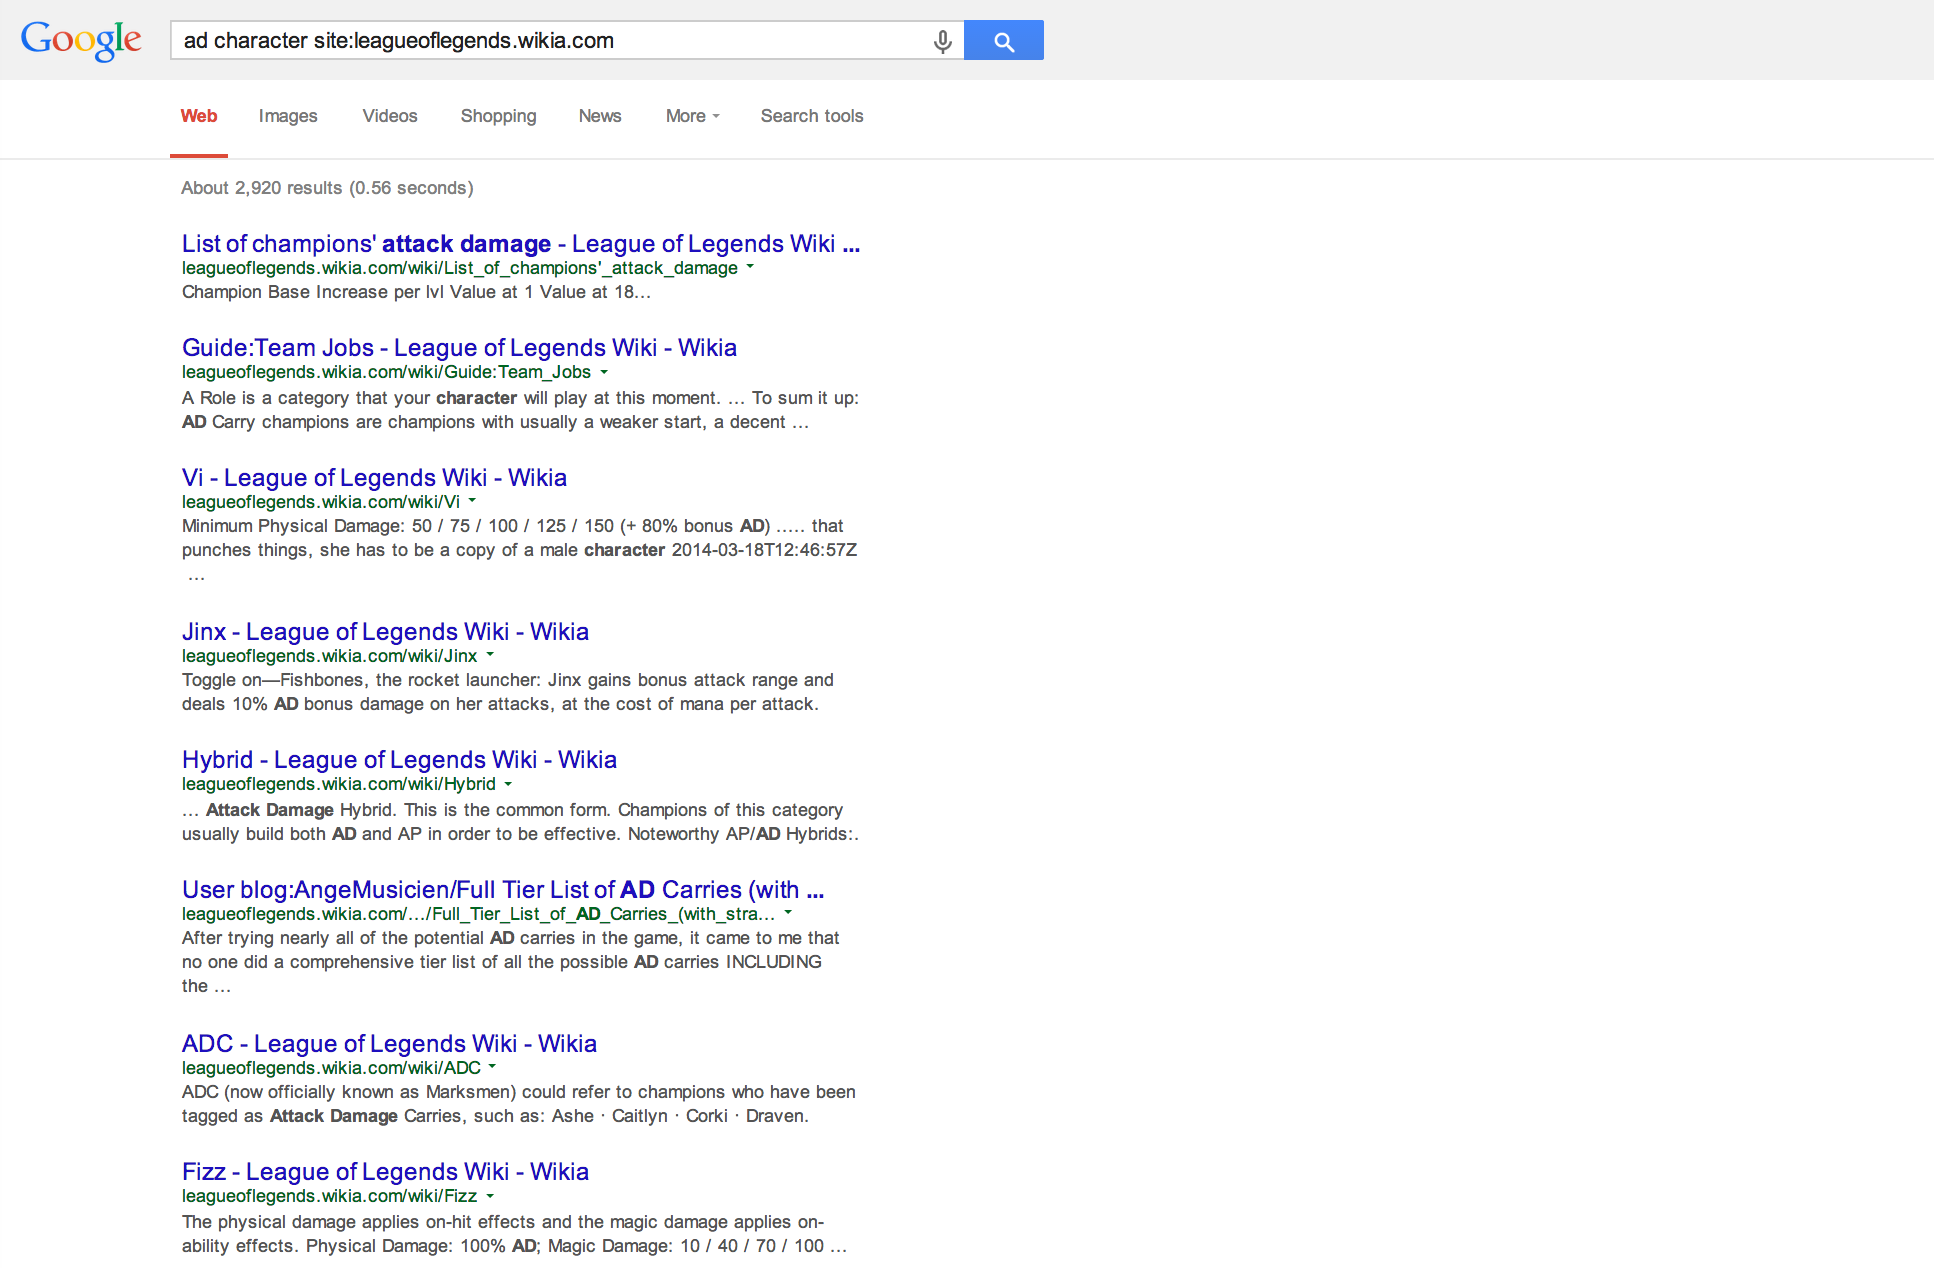 Google
ad character site:leagueoflegends.wikia.com
Web Images Videos Shopping News More Search tools
About 2,920 results (0.56 seconds)
List of champions' attack damage - League of Legends Wiki ...
leagueoflegends.wikia.com/wiki/List_of_champions'_attack_damage
Champion Base Increase per lvl Value at 1 Value at 18...
Guide:Team Jobs - League of Legends Wiki - Wikia
leagueoflegends.wikia.com/wiki/Guide:Team_Jobs
A Role is a category that your character will play at this moment. ... To sum it up:
AD Carry champions are champions with usually a weaker start, a decent ...
Vi - League of Legends Wiki - Wikia
leagueoflegends.wikia.com/wiki/Vi
Minimum Physical Damage: 50 / 75 / 100 / 125 / 150 (+ 80% bonus AD) ..... that
punches things, she has to be a copy of a male character 2014-03-18T12:46:57Z
...
Jinx - League of Legends Wiki - Wikia
leagueoflegends.wikia.com/wiki/Jinx
Toggle on—Fishbones, the rocket launcher: Jinx gains bonus attack range and
deals 10% AD bonus damage on her attacks, at the cost of mana per attack.
Hybrid - League of Legends Wiki - Wikia
leagueoflegends.wikia.com/wiki/Hybrid
... Attack Damage Hybrid. This is the common form. Champions of this category
usually build both AD and AP in order to be effective. Noteworthy AP/AD Hybrids:.
User blog:AngeMusicien/Full Tier List of AD Carries (with ...
leagueoflegends.wikia.com/.../Full_Tier_List_of_AD_Carries_(with_stra...
After trying nearly all of the potential AD carries in the game, it came to me that
no one did a comprehensive tier list of all the possible AD carries INCLUDING
the ...
ADC - League of Legends Wiki - Wikia
leagueoflegends.wikia.com/wiki/ADC
ADC (now officially known as Marksmen) could refer to champions who have been
tagged as Attack Damage Carries, such as: Ashe · Caitlyn · Corki · Draven.
Fizz - League of Legends Wiki - Wikia
leagueoflegends.wikia.com/wiki/Fizz
The physical damage applies on-hit effects and the magic damage applies on-
ability effects. Physical Damage: 100% AD; Magic Damage: 10 / 40 / 70 / 100 ...